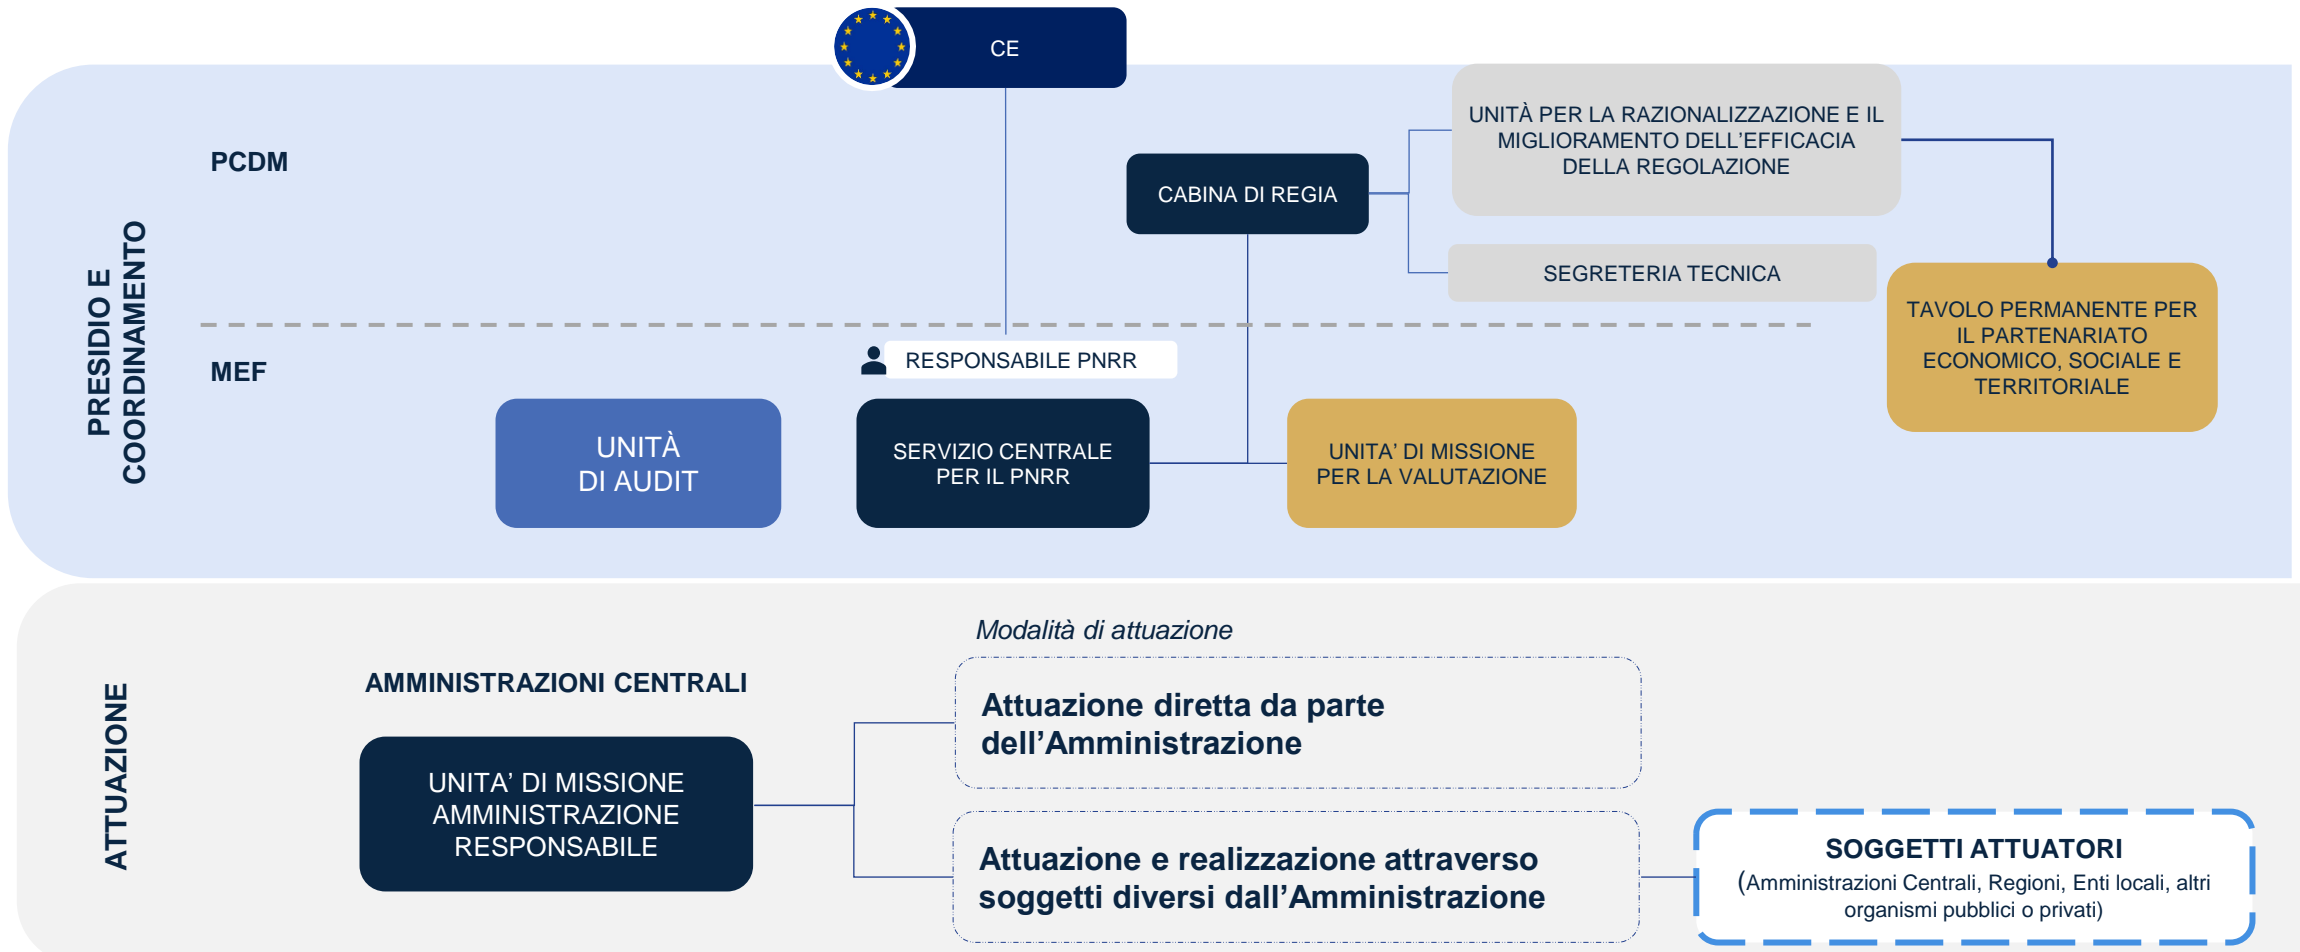 CE
PCDM
PRESIDIO E
COORDINAMENTO
UNITÀ PER LA RAZIONALIZZAZIONE E IL
MIGLIORAMENTO DELL’EFFICACIA
DELLA REGOLAZIONE
CABINA DI REGIA
SEGRETERIA TECNICA
TAVOLO PERMANENTE PER
IL PARTENARIATO
ECONOMICO, SOCIALE E
TERRITORIALE
MEF
RESPONSABILE PNRR
UNITÀ
DI AUDIT
SERVIZIO CENTRALE
PER IL PNRR
UNITA’ DI MISSIONE
PER LA VALUTAZIONE
ATTUAZIONE
Modalità di attuazione
AMMINISTRAZIONI CENTRALI
UNITA’ DI MISSIONE
AMMINISTRAZIONE
RESPONSABILE
Attuazione diretta da parte
dell’Amministrazione
Attuazione e realizzazione attraverso
soggetti diversi dall’Amministrazione
SOGGETTI ATTUATORI
(Amministrazioni Centrali, Regioni, Enti locali, altri
organismi pubblici o privati)